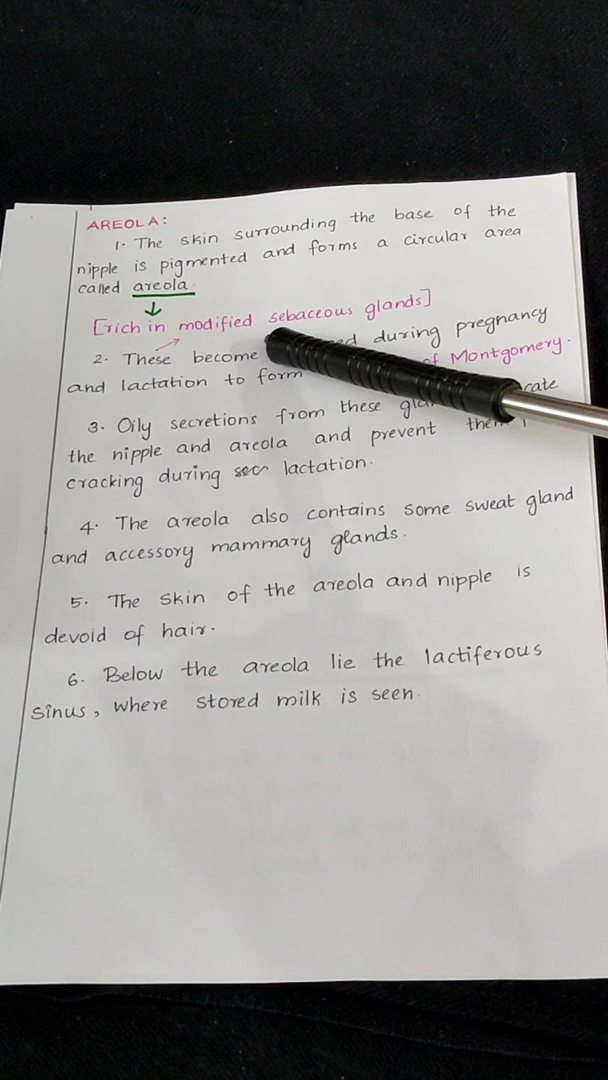 AREOLA:
1. The skin surrounding the base of the
nipple is pigmented and forms a circular area
called areola.
[rich in modified sebaceous glands]
2. These become during pregnancy
and lactation to form of Montgomery.
3. Oily secretions from these
the nipple and areola and prevent
cracking during sec lactation.
4. The areola also contains some sweat gland
and accessory mammary glands.
5. The skin of the areola and nipple is
devoid of hair.
6. Below the areola lie the lactiferous
sinus, where stored milk is seen.